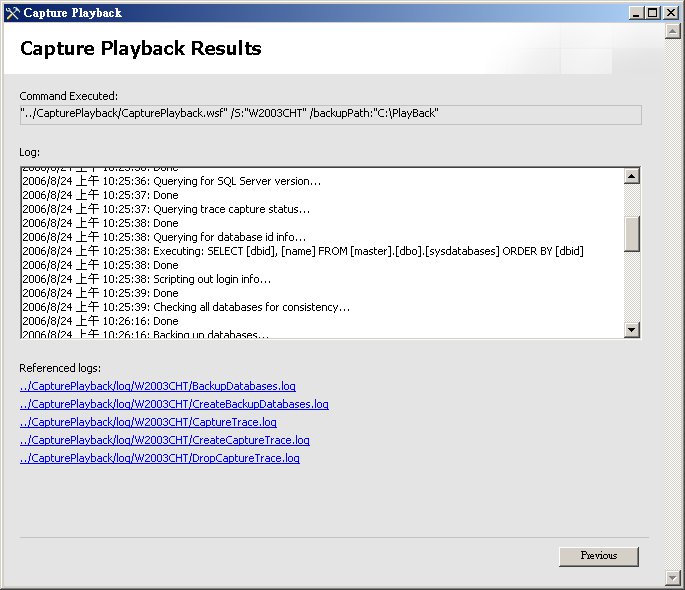 Capture Playback
Capture Playback Results
Command Executed:
"../CapturePlayback/CapturePlayback.wsf" /S:"W2003CHT" /backupPath:"C:\PlayBack"
Log:
2006/8/24 上午 10:25:36: Done
2006/8/24 上午 10:25:36: Querying for SQL Server version...
2006/8/24 上午 10:25:37: Done
2006/8/24 上午 10:25:37: Querying trace capture status...
2006/8/24 上午 10:25:38: Done
2006/8/24 上午 10:25:38: Querying for database id info...
2006/8/24 上午 10:25:38: Executing: SELECT [dbid], [name] FROM [master].[dbo].[sysdatabases] ORDER BY [dbid]
2006/8/24 上午 10:25:38: Done
2006/8/24 上午 10:25:38: Scripting out login info...
2006/8/24 上午 10:25:39: Done
2006/8/24 上午 10:25:39: Checking all databases for consistency...
2006/8/24 上午 10:26:16: Done
2006/8/24 上午 10:26:16: Backing up databases...
Referenced logs:
../CapturePlayback/log/W2003CHT/BackupDatabases.log
../CapturePlayback/log/W2003CHT/CreateBackupDatabases.log
../CapturePlayback/log/W2003CHT/CaptureTrace.log
../CapturePlayback/log/W2003CHT/CreateCaptureTrace.log
../CapturePlayback/log/W2003CHT/DropCaptureTrace.log
Previous